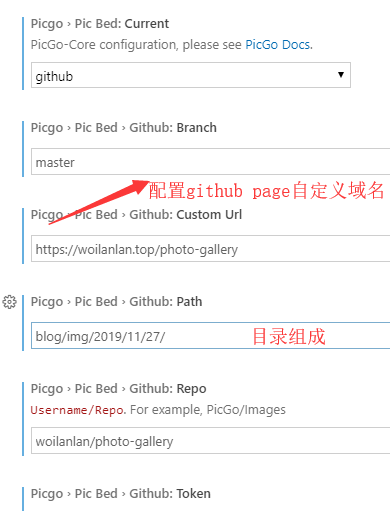 Picgo › Pic Bed: Current
PicGo-Core configuration, please see PicGo Docs.
github
Picgo › Pic Bed › Github: Branch
master
配置github page自定义域名
Picgo › Pic Bed › Github: Custom Url
https://woilanlan.top/photo-gallery
Picgo › Pic Bed › Github: Path
blog/img/2019/11/27/
目录组成
Picgo › Pic Bed › Github: Repo
Username/Repo. For example, PicGo/Images
woilanlan/photo-gallery
Picgo › Pic Bed › Github: Token